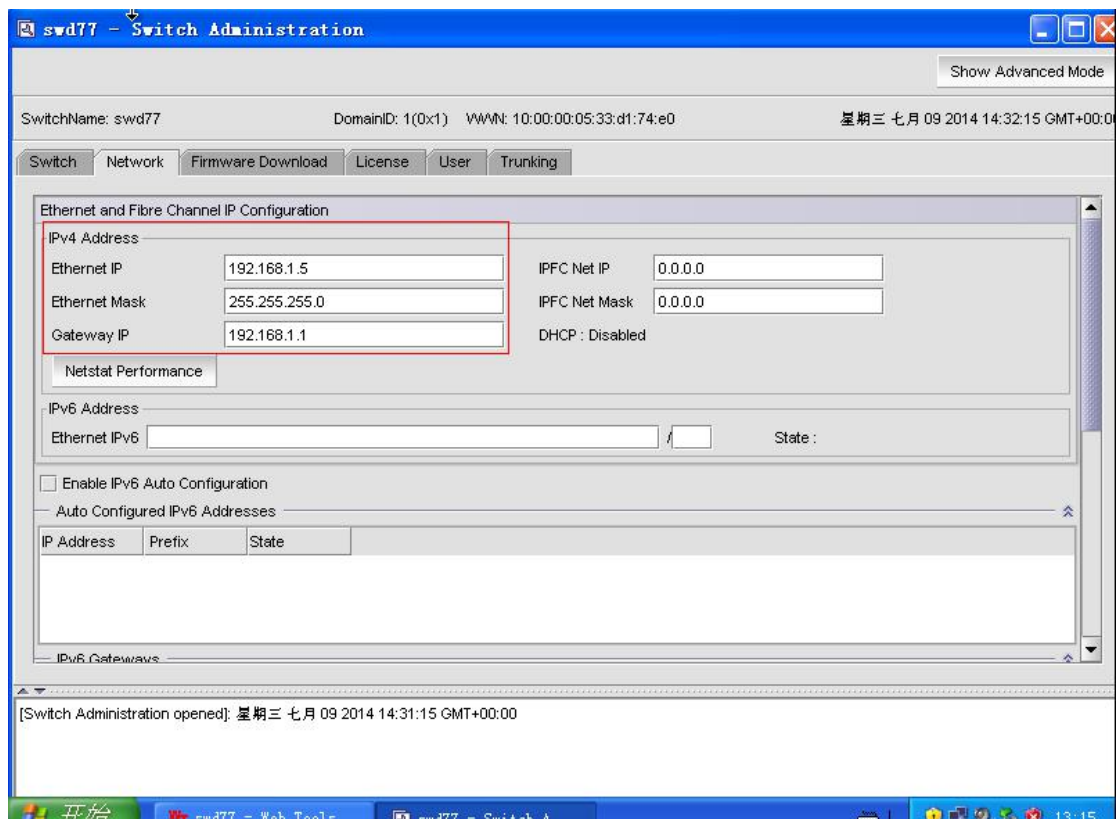 swd77 - Switch Administration
Show Advanced Mode
SwitchName: swd77 DomainID: 1(0x1) WWN: 10:00:00:05:33:d1:74:e0 星期三 七月 09 2014 14:32:15 GMT+00:0
Switch Network Firmware Download License User Trunking
Ethernet and Fibre Channel IP Configuration
IPv4 Address
Ethernet IP 192.168.1.5 IPFC Net IP 0.0.0.0
Ethernet Mask 255.255.255.0 IPFC Net Mask 0.0.0.0
Gateway IP 192.168.1.1 DHCP : Disabled
Netstat Performance
IPv6 Address
Ethernet IPv6 / State :
Enable IPv6 Auto Configuration
Auto Configured IPv6 Addresses
IP Address Prefix State
IPv6 Gateways
[Switch Administration opened]: 星期三 七月 09 2014 14:31:15 GMT+00:00
开始 swd77 - Web Tools swd77 - Switch A... 13:15